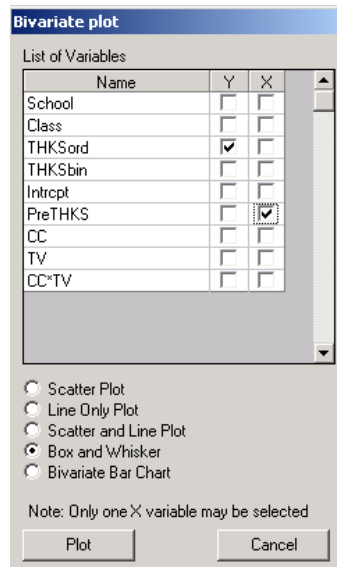 Bivariate plot
List of Variables
Name Y X
School
Class
THKSord
THKSbin
Intrcpt
PreTHKS
CC
TV
CC*TV
Scatter Plot
Line Only Plot
Scatter and Line Plot
Box and Whisker
Bivariate Bar Chart
Note: Only one X variable may be selected
Plot Cancel